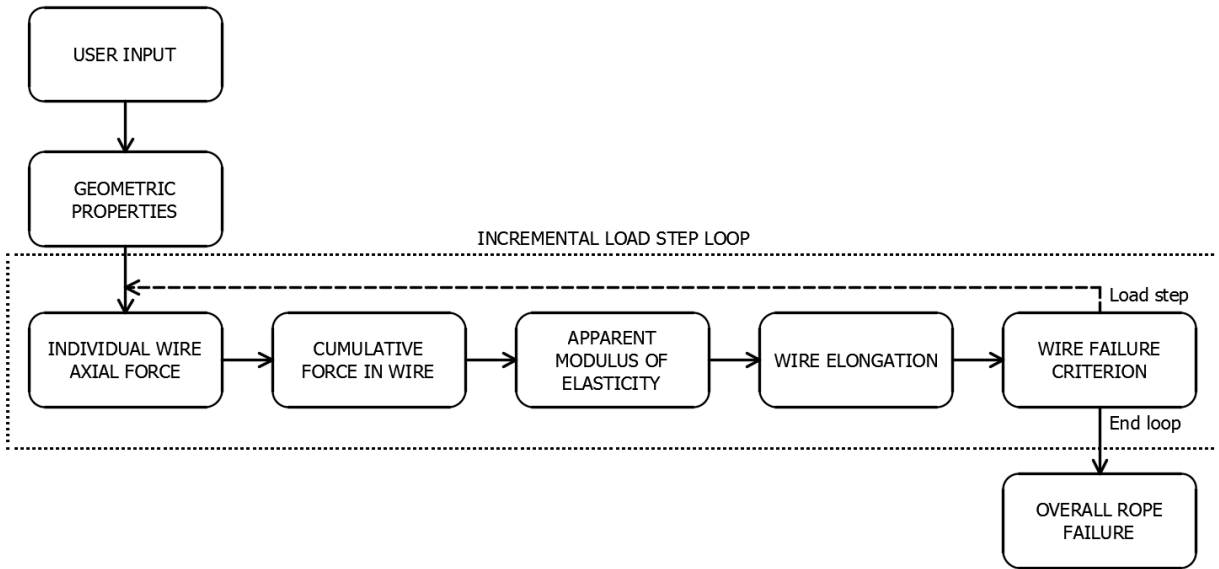 USER INPUT
GEOMETRIC
PROPERTIES
INCREMENTAL LOAD STEP LOOP
Load step
INDIVIDUAL WIRE
AXIAL FORCE
CUMULATIVE
FORCE IN WIRE
APPARENT
MODULUS OF
ELASTICITY
WIRE ELONGATION
WIRE FAILURE
CRITERION
End loop
OVERALL ROPE
FAILURE